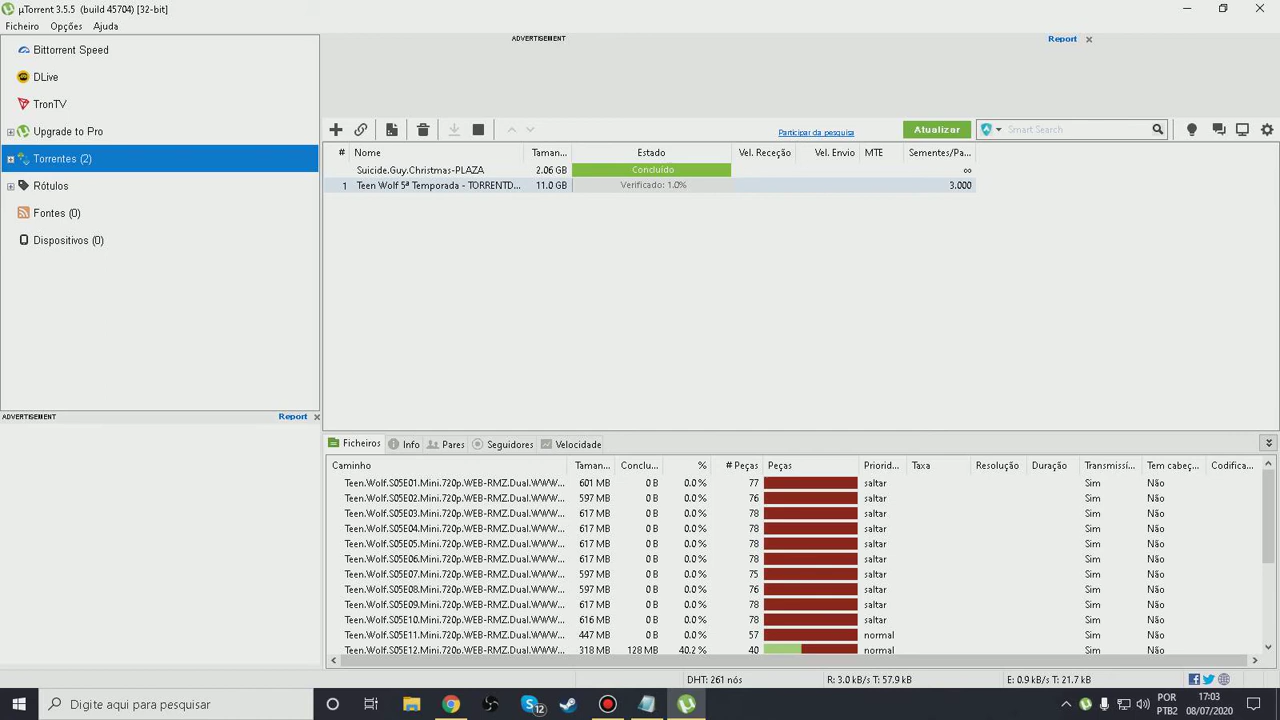 µTorrent 3.5.5 (build 45704) [32-bit]
Ficheiro Opções Ajuda
Bittorrent Speed
DLive
TronTV
Upgrade to Pro
Torrentes (2)
Rótulos
Fontes (0)
Dispositivos (0)
ADVERTISEMENT Report
ADVERTISEMENT Report
Participar da pesquisa Atualizar Smart Search
# Nome Taman... Estado Vel. Receção Vel. Envio MTE Sementes/Pa...
Suicide.Guy.Christmas-PLAZA 2.06 GB Concluído ∞
1 Teen Wolf 5ª Temporada - TORRENTD... 11.0 GB Verificado: 1.0% 3.000
Ficheiros Info Pares Seguidores Velocidade
Caminho Taman... Conclu... % # Peças Peças Priorid... Taxa Resolução Duração Transmissí... Tem cabeç... Codifica...
Teen.Wolf.S05E01.Mini.720p.WEB-RMZ.Dual.WWW... 601 MB 0 B 0.0 % 77 saltar Sim Não
Teen.Wolf.S05E02.Mini.720p.WEB-RMZ.Dual.WWW... 597 MB 0 B 0.0 % 76 saltar Sim Não
Teen.Wolf.S05E03.Mini.720p.WEB-RMZ.Dual.WWW... 617 MB 0 B 0.0 % 78 saltar Sim Não
Teen.Wolf.S05E04.Mini.720p.WEB-RMZ.Dual.WWW... 617 MB 0 B 0.0 % 78 saltar Sim Não
Teen.Wolf.S05E05.Mini.720p.WEB-RMZ.Dual.WWW... 617 MB 0 B 0.0 % 78 saltar Sim Não
Teen.Wolf.S05E06.Mini.720p.WEB-RMZ.Dual.WWW... 617 MB 0 B 0.0 % 78 saltar Sim Não
Teen.Wolf.S05E07.Mini.720p.WEB-RMZ.Dual.WWW... 597 MB 0 B 0.0 % 75 saltar Sim Não
Teen.Wolf.S05E08.Mini.720p.WEB-RMZ.Dual.WWW... 597 MB 0 B 0.0 % 76 saltar Sim Não
Teen.Wolf.S05E09.Mini.720p.WEB-RMZ.Dual.WWW... 617 MB 0 B 0.0 % 78 saltar Sim Não
Teen.Wolf.S05E10.Mini.720p.WEB-RMZ.Dual.WWW... 616 MB 0 B 0.0 % 78 saltar Sim Não
Teen.Wolf.S05E11.Mini.720p.WEB-RMZ.Dual.WWW... 447 MB 0 B 0.0 % 57 normal Sim Não
Teen.Wolf.S05E12.Mini.720p.WEB-RMZ.Dual.WWW... 318 MB 128 MB 40.2 % 40 normal Sim Não
DHT: 261 nós R: 3.0 kB/s T: 57.9 kB E: 0.9 kB/s T: 21.7 kB
Digite aqui para pesquisar 12 POR 17:03
PTB2 08/07/2020